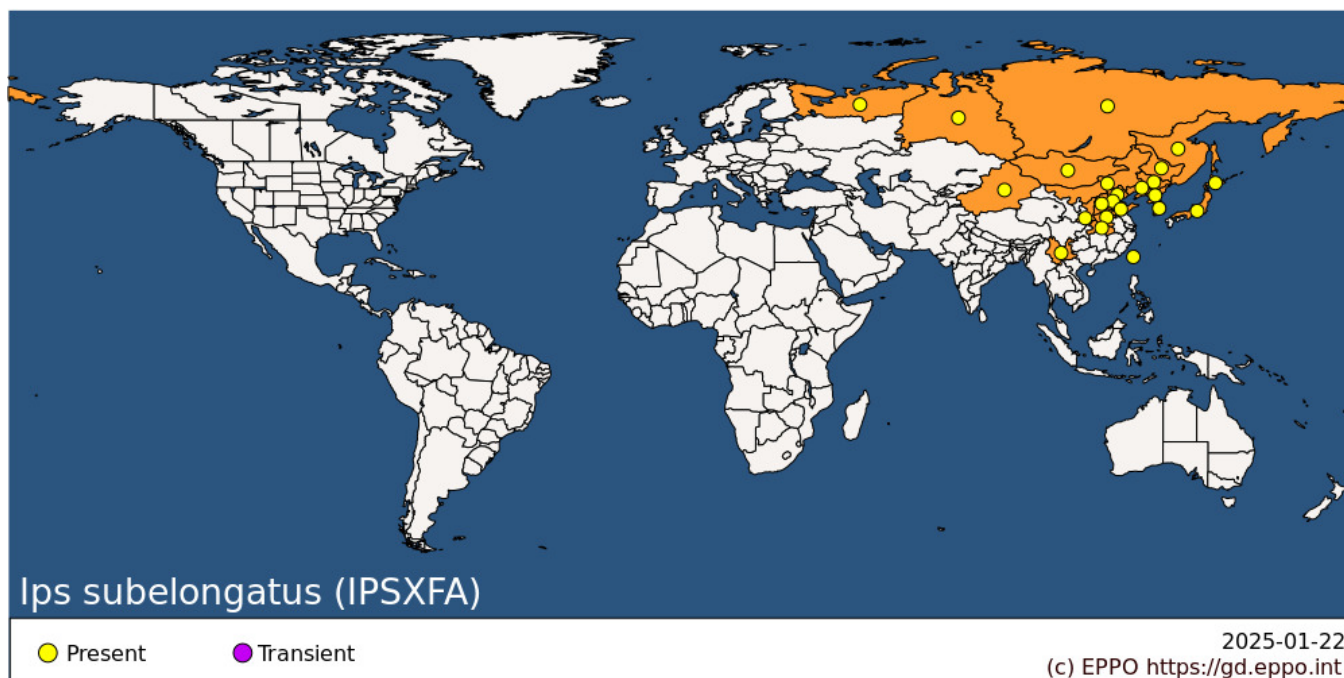 Ips subelongatus (IPSXFA)
Present
Transient
2025-01-22
(c) EPPO https://gd.eppo.int